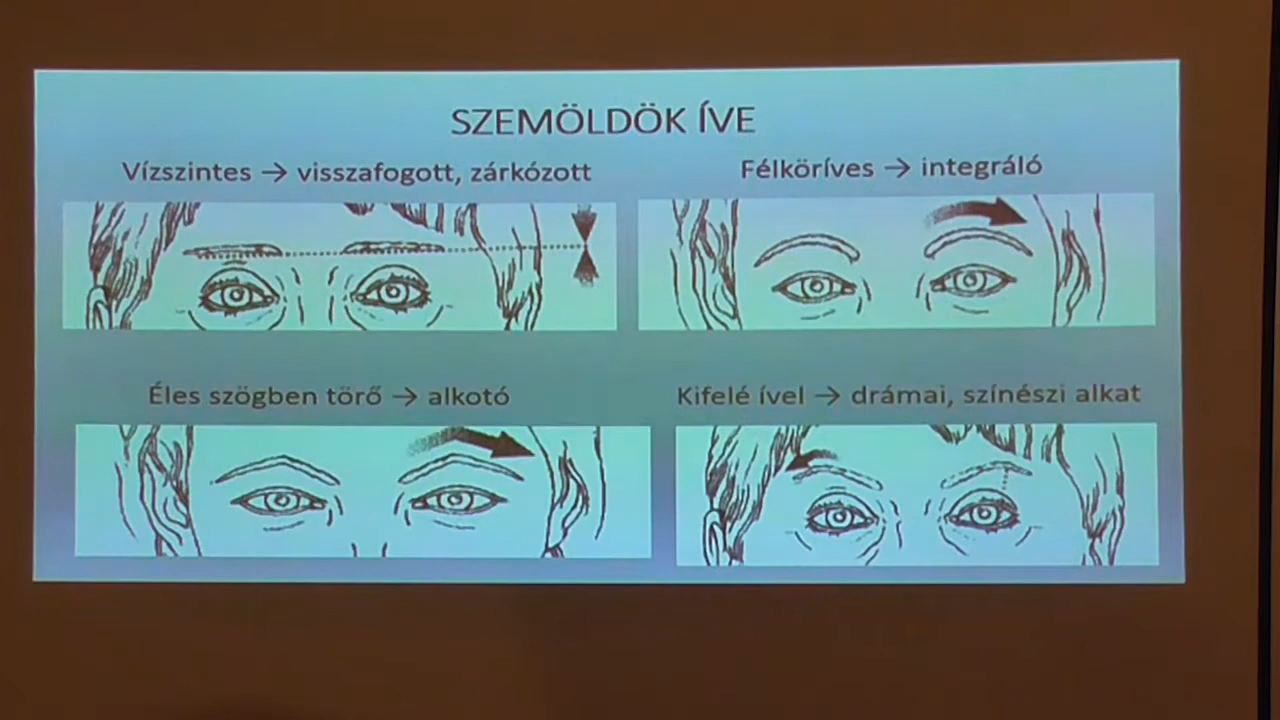 SZEMÖLDÖK ÍVE
Vízszintes → visszafogott, zárkózott
Félköríves → integráló
Éles szögben törő → alkotó
Kifelé ível → drámai, színészi alkat